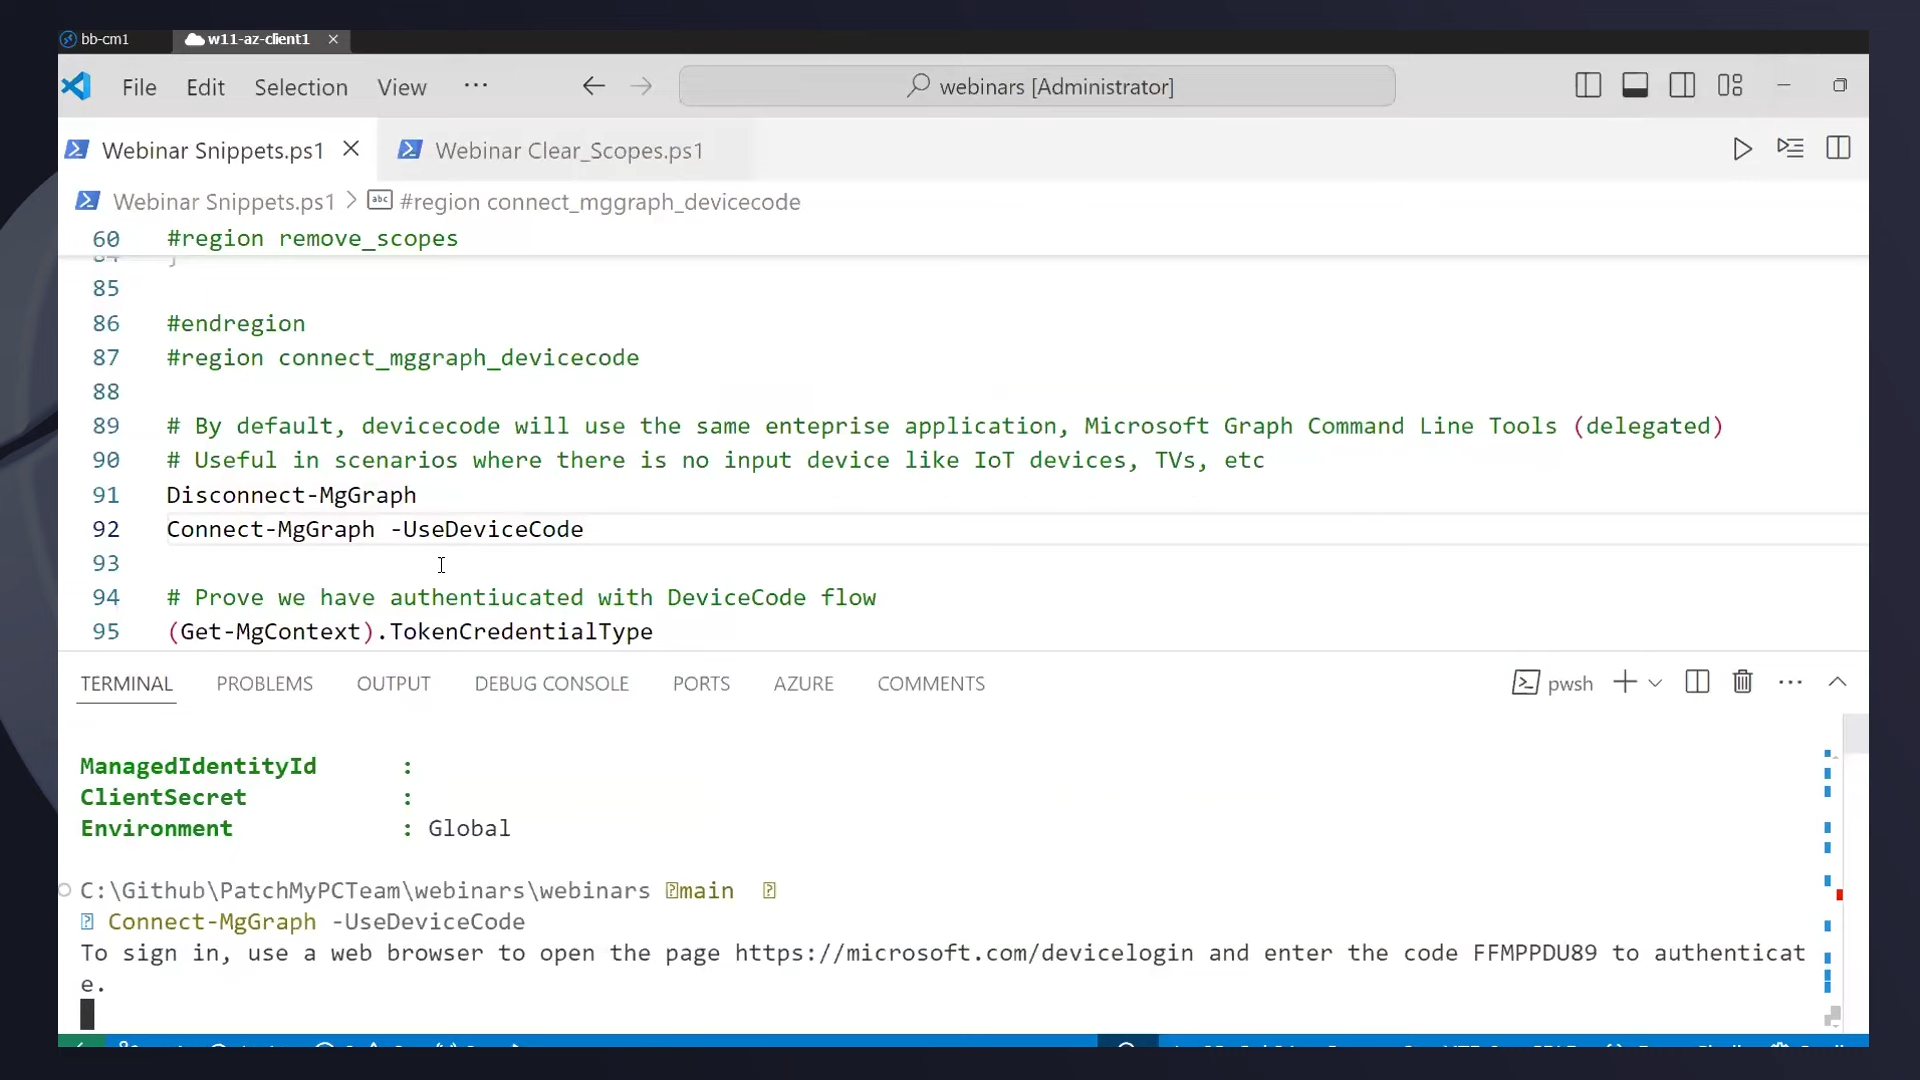 bb-cm1 w11-az-client1
File Edit Selection View ··· webinars [Administrator]
Webinar Snippets.ps1 Webinar Clear_Scopes.ps1
Webinar Snippets.ps1 > #region connect_mggraph_devicecode
60 #region remove_scopes
84 }
85
86 #endregion
87 #region connect_mggraph_devicecode
88
89 # By default, devicecode will use the same enteprise application, Microsoft Graph Command Line Tools (delegated)
90 # Useful in scenarios where there is no input device like IoT devices, TVs, etc
91 Disconnect-MgGraph
92 Connect-MgGraph -UseDeviceCode
93
94 # Prove we have authentiucated with DeviceCode flow
95 (Get-MgContext).TokenCredentialType
TERMINAL PROBLEMS OUTPUT DEBUG CONSOLE PORTS AZURE COMMENTS pwsh
ManagedIdentityId :
ClientSecret :
Environment : Global
C:\Github\PatchMyPCTeam\webinars\webinars main
Connect-MgGraph -UseDeviceCode
To sign in, use a web browser to open the page https://microsoft.com/devicelogin and enter the code FFMPPDU89 to authenticat
e.